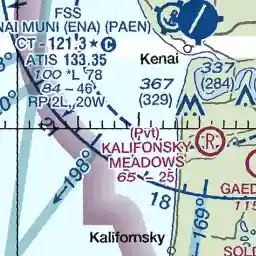 FSS
NAI MUNI (ENA) (PAEN)
CT - 121.3 ★ C
ATIS 133.35
100 *L 78
84 - 46
RP 2L, 20W
Kenai
337
(284)
367
(329)
(Pvt)
R
KALIFONSKY
MEADOWS
65 - 25
198°
18
169°
GAED
115
Kalifornsky
SOLD